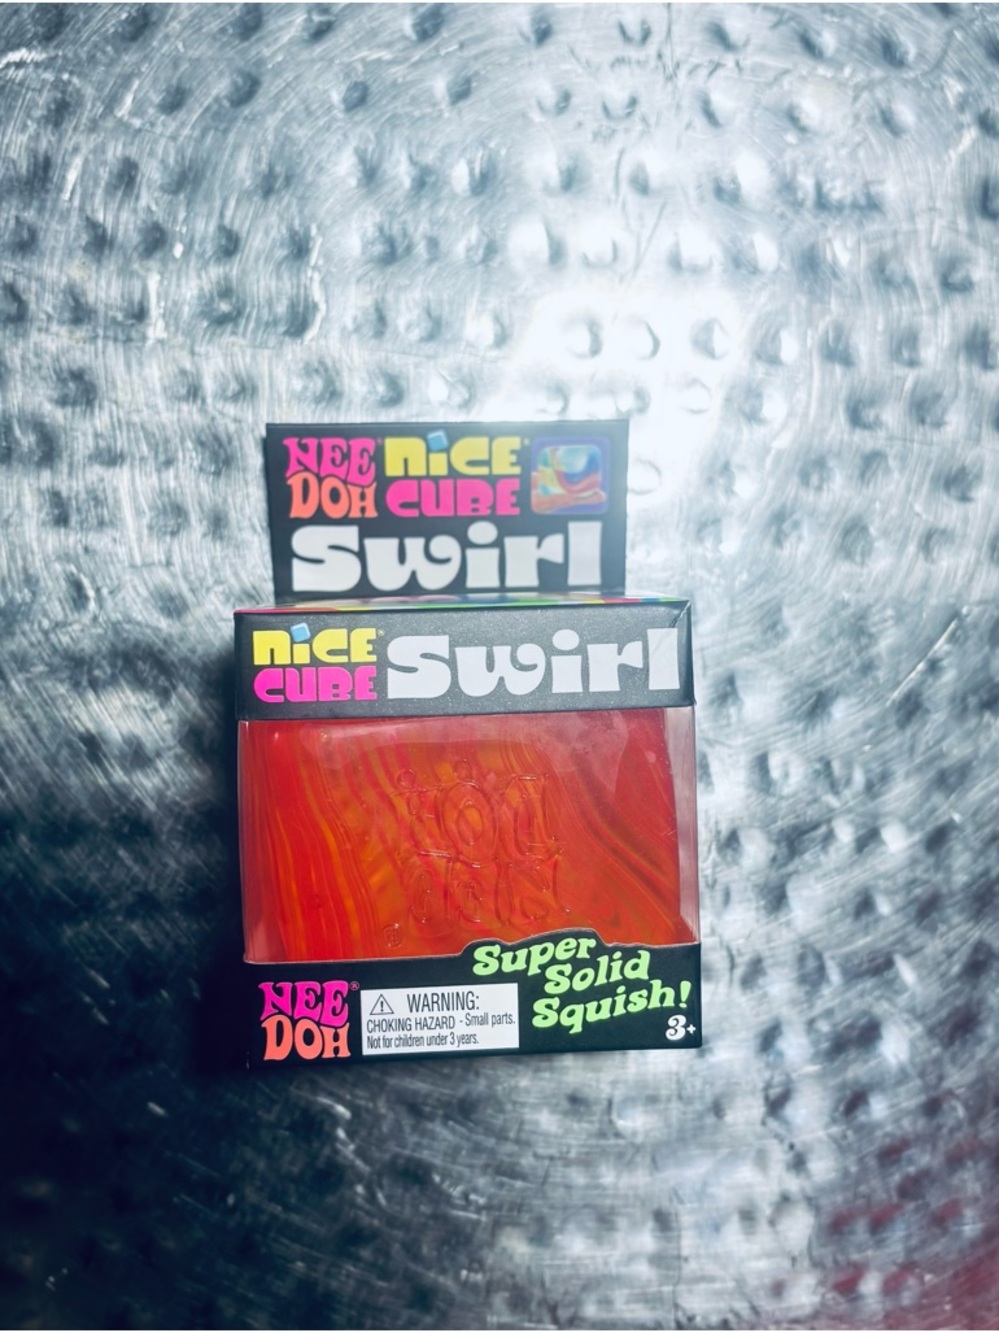 NEE
DOH
NICE
CUBE
Swirl
NICE
CUBE
Swirl
Super
Solid
Squish!
NEE®
DOH
WARNING:
CHOKING HAZARD - Small parts.
Not for children under 3 years.
3+